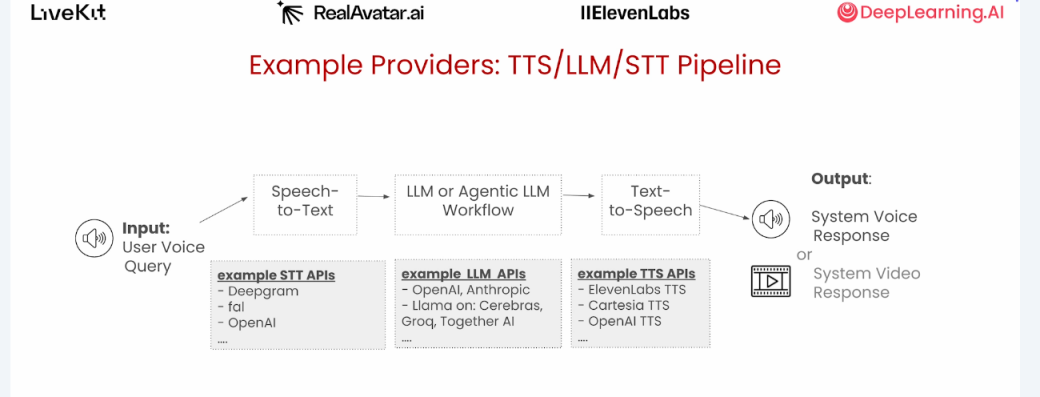 LiveKit
RealAvatar.ai
IIElevenLabs
DeepLearning.AI
Example Providers: TTS/LLM/STT Pipeline
Input:
User Voice
Query
Speech-
to-Text
LLM or Agentic LLM
Workflow
Text-
to-Speech
example STT APIs
- Deepgram
- fal
- OpenAI
....
example LLM APIs
- OpenAI, Anthropic
- Llama on: Cerebras,
Groq, Together AI
....
example TTS APIs
- ElevenLabs TTS
- Cartesia TTS
- OpenAI TTS
....
Output:
System Voice
Response
or
System Video
Response